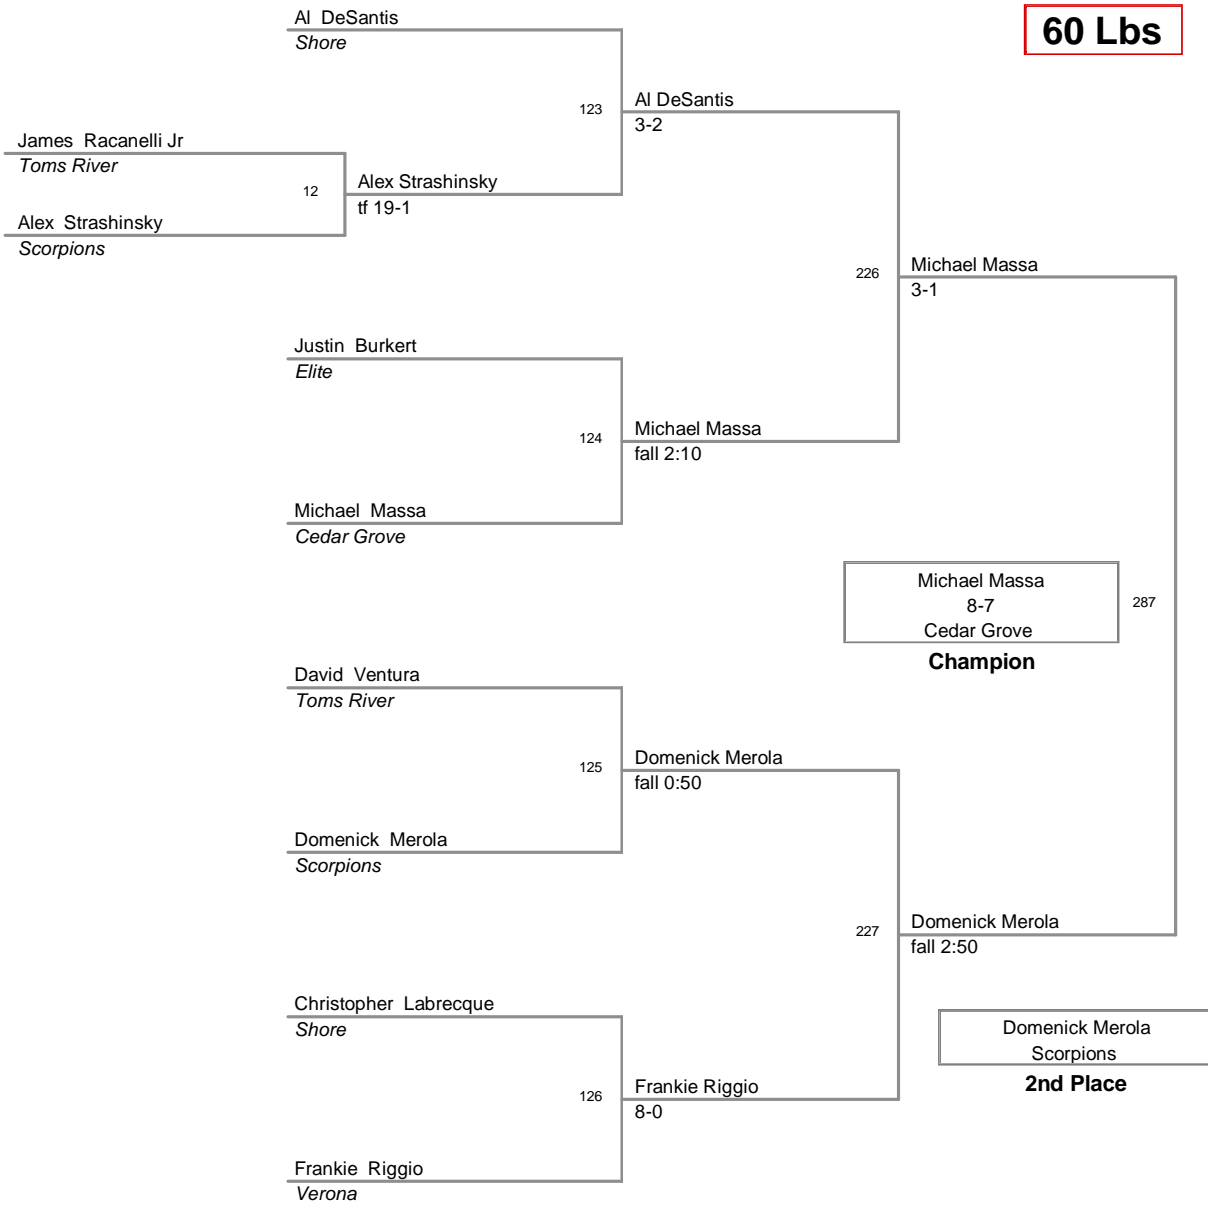 Al DeSantis
Shore
60 Lbs
123
Al DeSantis
3-2
James Racanelli Jr
Toms River
12
Alex Strashinsky
tf 19-1
Alex Strashinsky
Scorpions
226
Michael Massa
3-1
Justin Burkert
Elite
124
Michael Massa
fall 2:10
Michael Massa
Cedar Grove
Michael Massa
8-7
Cedar Grove
287
Champion
David Ventura
Toms River
125
Domenick Merola
fall 0:50
Domenick Merola
Scorpions
227
Domenick Merola
fall 2:50
Christopher Labrecque
Shore
Domenick Merola
Scorpions
2nd Place
126
Frankie Riggio
8-0
Frankie Riggio
Verona